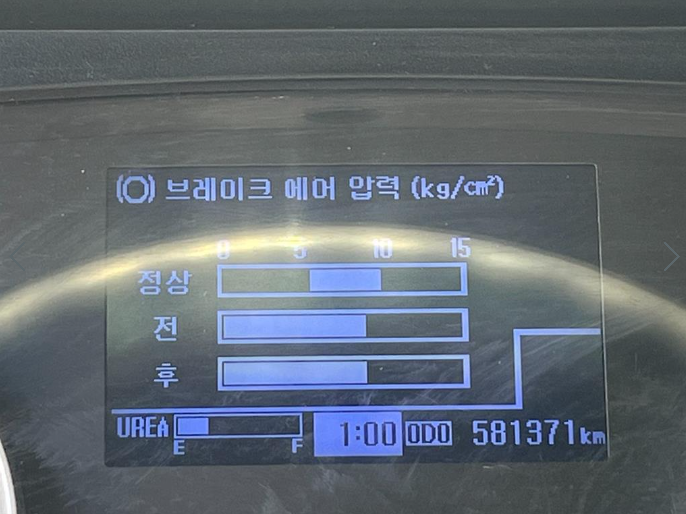 브레이크 에어 압력 (kg/cm²)
0 5 10 15
정상
전
후
UREA E F 1:00 ODO 581371km